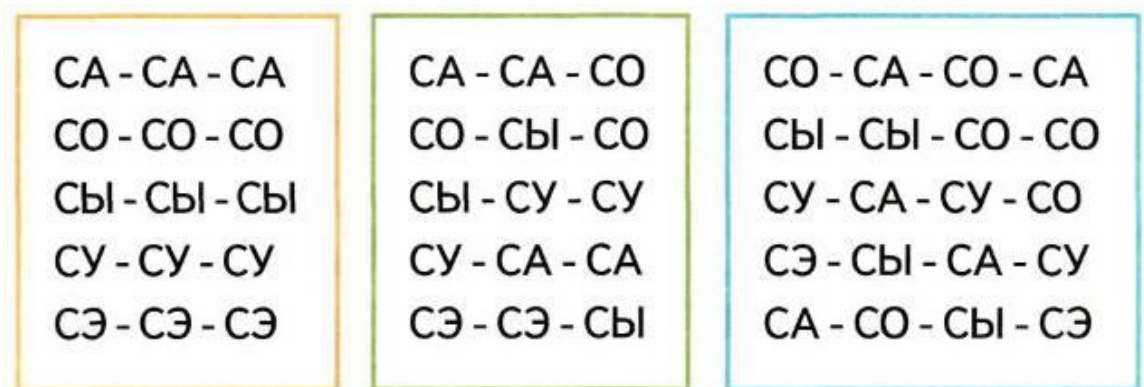 СА - СА - СА
СО - СО - СО
СЫ - СЫ - СЫ
СУ - СУ - СУ
СЭ - СЭ - СЭ
СА - СА - СО
СО - СЫ - СО
СЫ - СУ - СУ
СУ - СА - СА
СЭ - СЭ - СЫ
СО - СА - СО - СА
СЫ - СЫ - СО - СО
СУ - СА - СУ - СО
СЭ - СЫ - СА - СУ
СА - СО - СЫ - СЭ